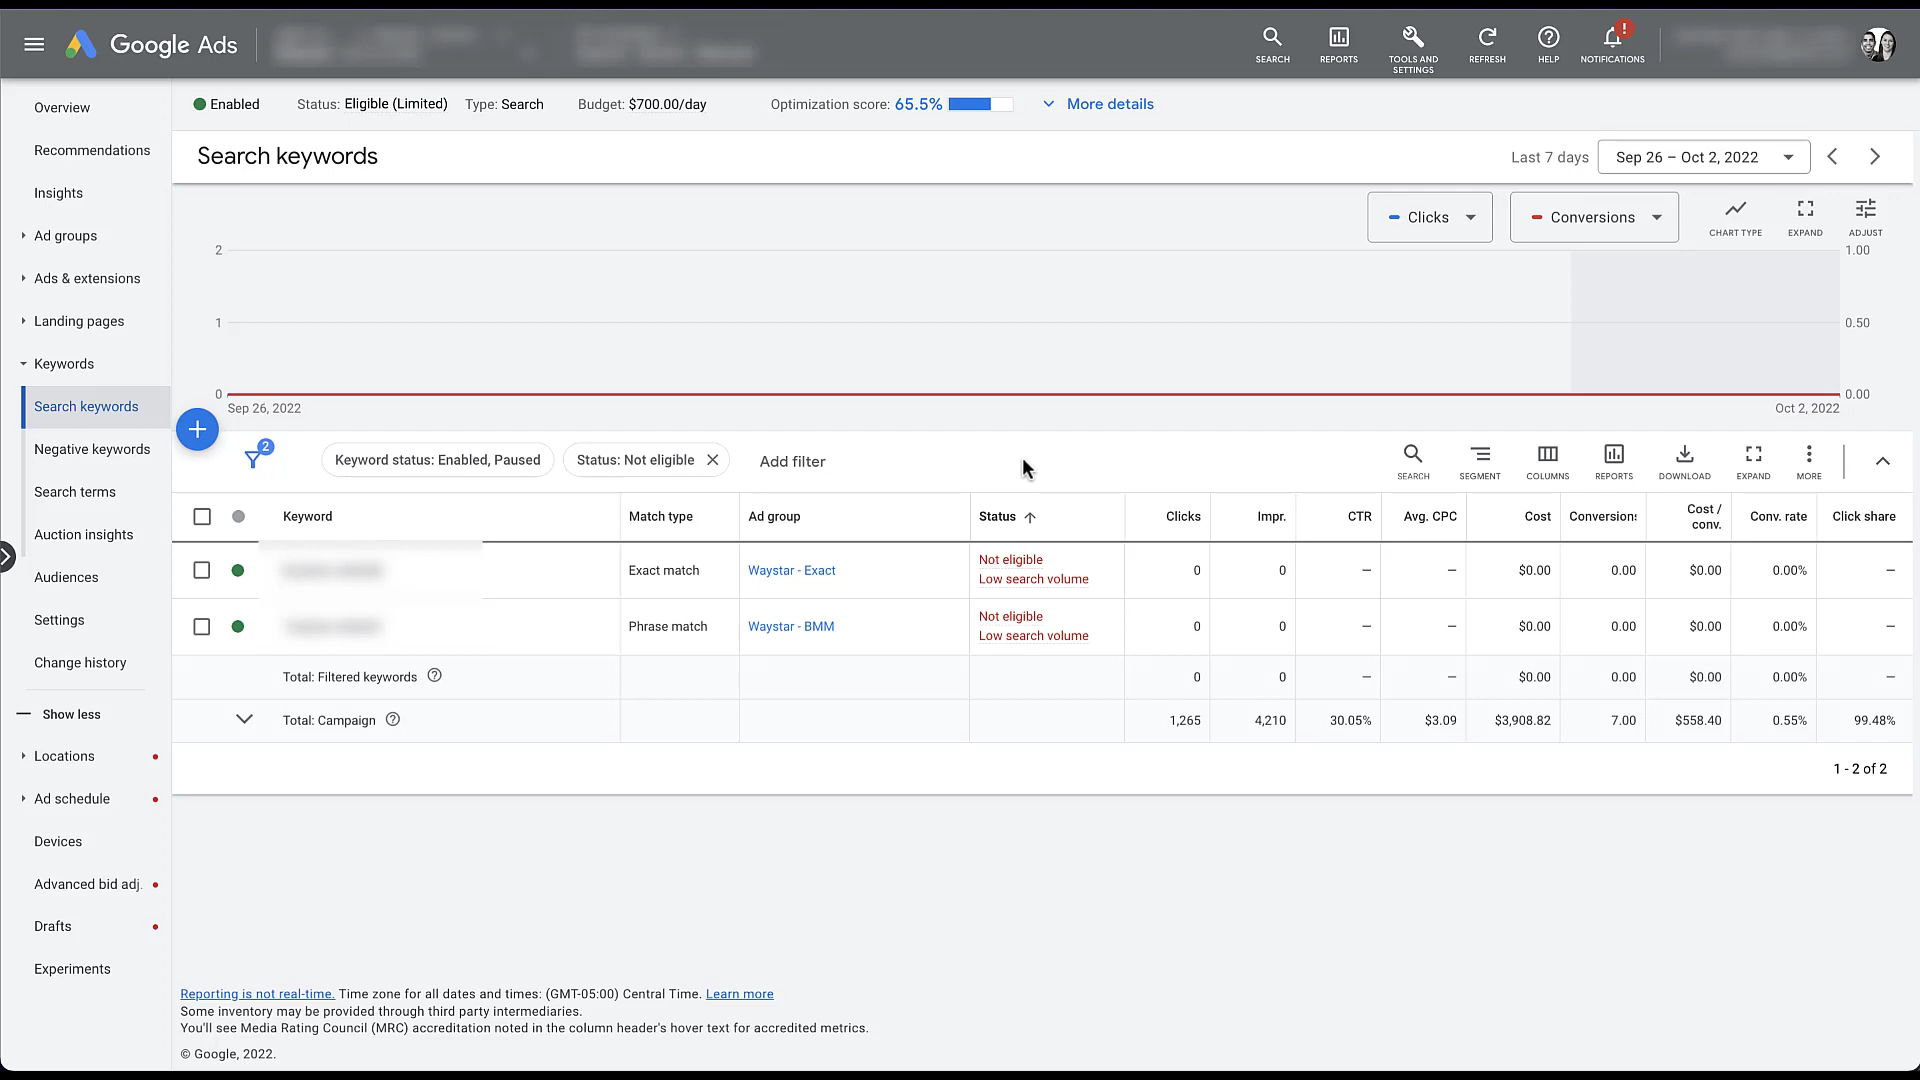 Google Ads
SEARCH
REPORTS
TOOLS AND
SETTINGS
REFRESH
HELP
!
NOTIFICATIONS
Overview
Recommendations
Insights
Ad groups
Ads & extensions
Landing pages
Keywords
Search keywords
Negative keywords
Search terms
Auction insights
Audiences
Settings
Change history
Show less
Locations
Ad schedule
Devices
Advanced bid adj.
Drafts
Experiments
Enabled Status: Eligible (Limited) Type: Search Budget: $700.00/day Optimization score: 65.5% More details
Search keywords
Last 7 days Sep 26 – Oct 2, 2022
Clicks
Conversions
CHART TYPE
EXPAND
ADJUST
2 1.00
1 0.50
0 0.00
Sep 26, 2022 Oct 2, 2022
2
Keyword status: Enabled, Paused
Status: Not eligible
Add filter
SEARCH
SEGMENT
COLUMNS
REPORTS
DOWNLOAD
EXPAND
MORE
Keyword Match type Ad group Status Clicks Impr. CTR Avg. CPC Cost Conversions Cost / conv. Conv. rate Click share
Exact match Waystar - Exact Not eligible Low search volume 0 0 – – $0.00 0.00 $0.00 0.00% –
Phrase match Waystar - BMM Not eligible Low search volume 0 0 – – $0.00 0.00 $0.00 0.00% –
Total: Filtered keywords 0 0 – – $0.00 0.00 $0.00 0.00% –
Total: Campaign 1,265 4,210 30.05% $3.09 $3,908.82 7.00 $558.40 0.55% 99.48%
1 - 2 of 2
Reporting is not real-time. Time zone for all dates and times: (GMT-05:00) Central Time. Learn more
Some inventory may be provided through third party intermediaries.
You'll see Media Rating Council (MRC) accreditation noted in the column header's hover text for accredited metrics.
© Google, 2022.